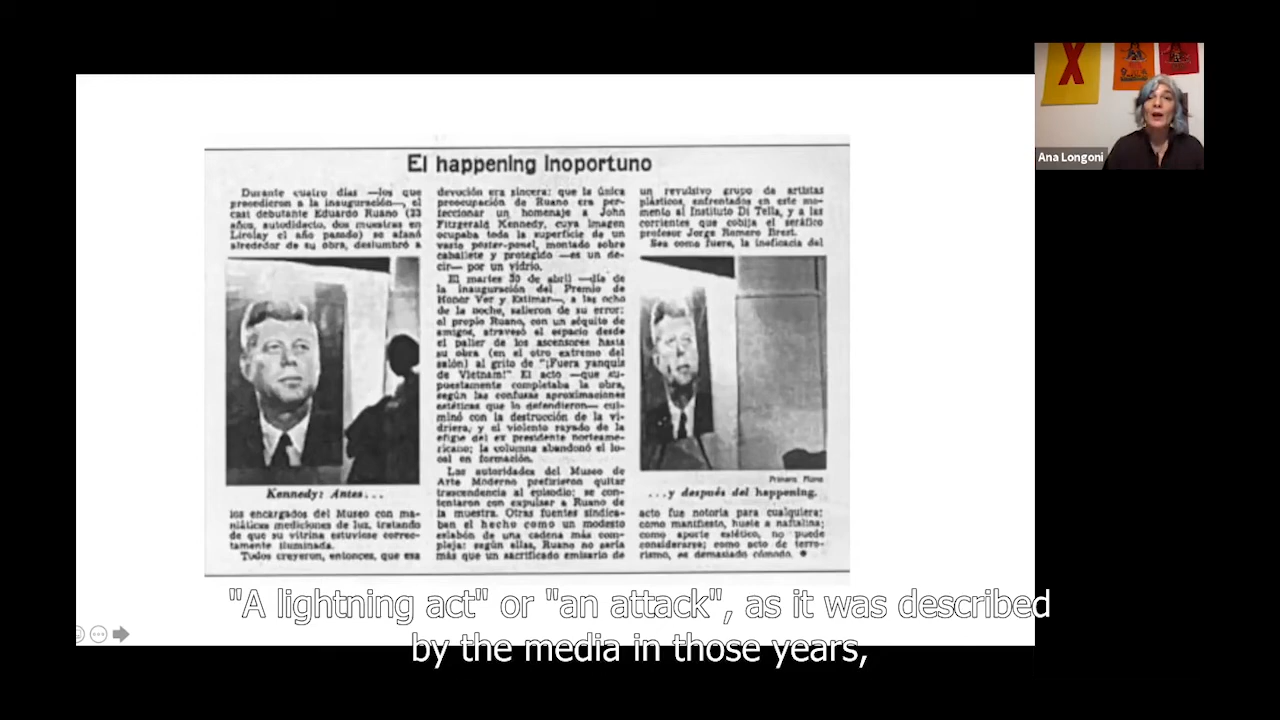 El happening inoportuno
Durante cuatro días —los que
precedieron a la inauguración—, el
casi debutante Eduardo Ruano (23
años, autodidacto, dos muestras en
Lirolay el año pasado) se afanó
alrededor de su obra, deslumbró a
Kennedy: Antes...
los encargados del Museo con ma-
niáticas mediciones de luz, tratando
de que su vitrina estuviese correc-
tamente iluminada.
Todos creyeron, entonces, que esa
devoción era sincera: que la única
preocupación de Ruano era per-
feccionar un homenaje a John
Fitzgerald Kennedy, cuya imagen
ocupaba toda la superficie de un
vasto poster-panel, montado sobre
caballete y protegido —es un de-
cir— por un vidrio.
El martes 30 de abril —día de
la inauguración del Premio de
Honor Ver y Estimar—, a las ocho
de la noche, salieron de su error:
el propio Ruano, con un séquito de
amigos, atravesó el espacio desde
el palier de los ascensores hasta
su obra (en el otro extremo del
salón) al grito de "¡Fuera yanquis
de Vietnam!" El acto —que su-
puestamente completaba la obra,
según las confusas aproximaciones
estéticas que lo defendieron— cul-
minó con la destrucción de la vi-
driera, y el violento rayado de la
efigie del ex presidente norteame-
ricano; la columna abandonó el lo-
cal en formación.
Las autoridades del Museo de
Arte Moderno prefirieron quitar
trascendencia al episodio: se con-
tentaron con expulsar a Ruano de
la muestra. Otras fuentes sindica-
ban el hecho como un modesto
eslabón de una cadena más com-
pleja: según ellas, Ruano no sería
más que un sacrificado emisario de
un revulsivo grupo de artistas
plásticos, enfrentados en este mo-
mento al Instituto Di Tella, y a las
corrientes que cobija el seráfico
profesor Jorge Romero Brest.
Sea como fuera, la ineficacia del
Primera Plana
...y después del happening.
acto fue notoria para cualquiera:
como manifiesto, huele a naftalina;
como aporte estético, no puede
considerarse; como acto de terro-
rismo, es demasiado cómodo.
X
Ana Longoni
"A lightning act" or "an attack", as it was described
by the media in those years,